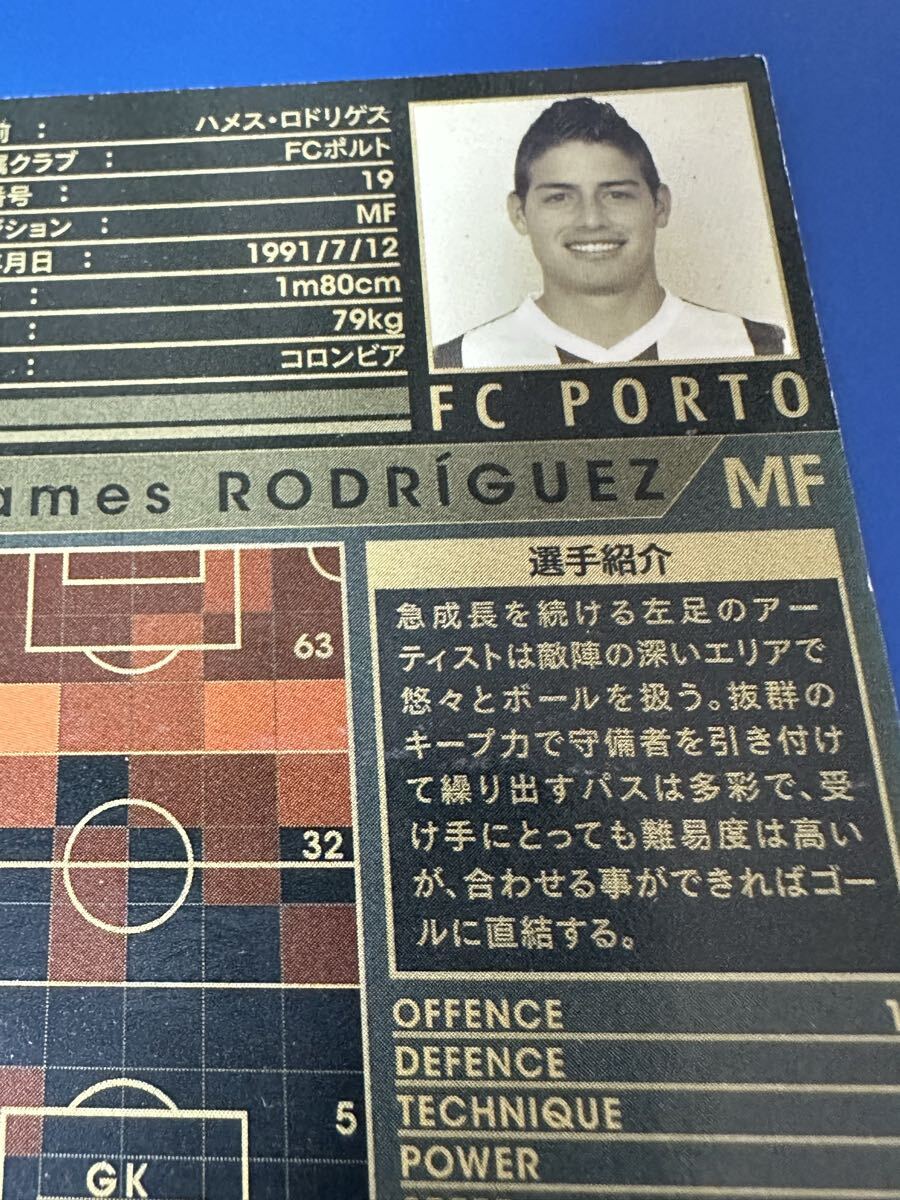 前 : ハメス・ロドリゲス
属クラブ : FCポルト
番号 : 19
ジション : MF
年月日 : 1991/7/12
: 1m80cm
: 79kg
: コロンビア
FC PORTO
ames RODRÍGUEZ MF
選手紹介
急成長を続ける左足のアー
ティストは敵陣の深いエリアで
悠々とボールを扱う。抜群の
キープ力で守備者を引き付け
て繰り出すパスは多彩で、受
け手にとっても難易度は高い
が、合わせる事ができればゴー
ルに直結する。
63
32
5
GK
OFFENCE 1
DEFENCE
TECHNIQUE
POWER